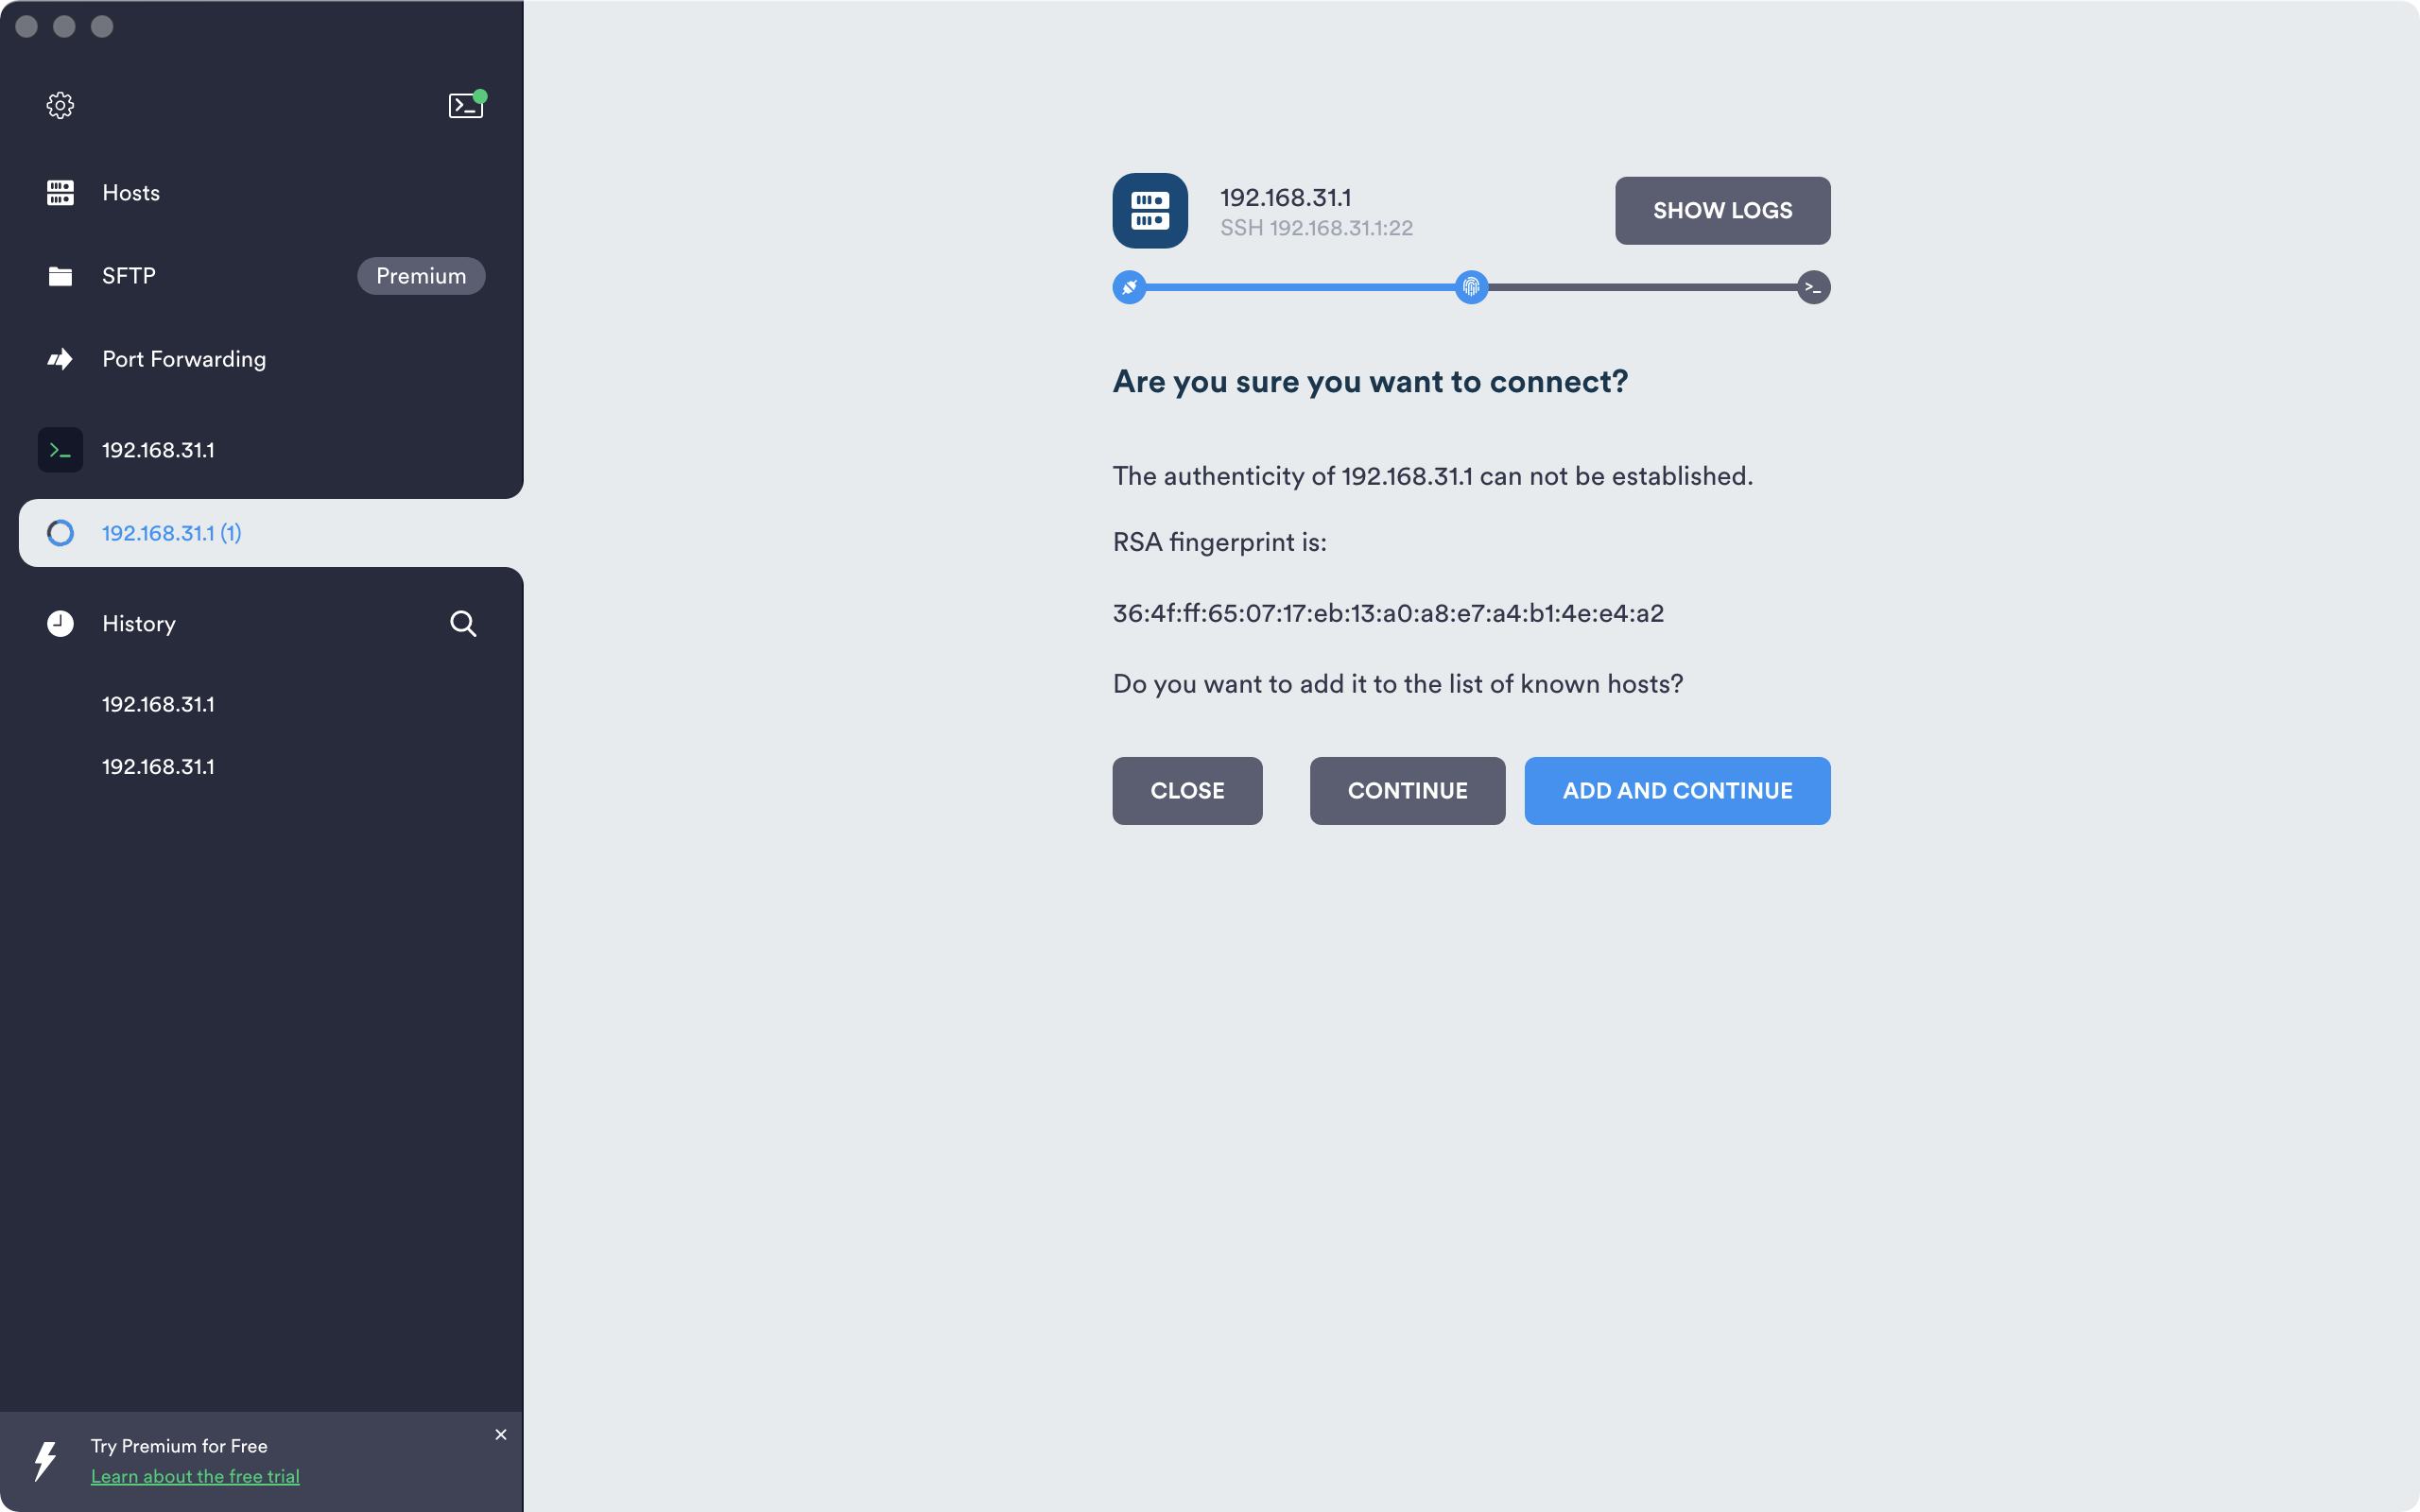 Hosts
SFTP
Premium
Port Forwarding
192.168.31.1
192.168.31.1 (1)
History
192.168.31.1
192.168.31.1
Try Premium for Free
Learn about the free trial
192.168.31.1
SSH 192.168.31.1:22
SHOW LOGS
Are you sure you want to connect?
The authenticity of 192.168.31.1 can not be established.
RSA fingerprint is:
36:4f:ff:65:07:17:eb:13:a0:a8:e7:a4:b1:4e:e4:a2
Do you want to add it to the list of known hosts?
CLOSE
CONTINUE
ADD AND CONTINUE